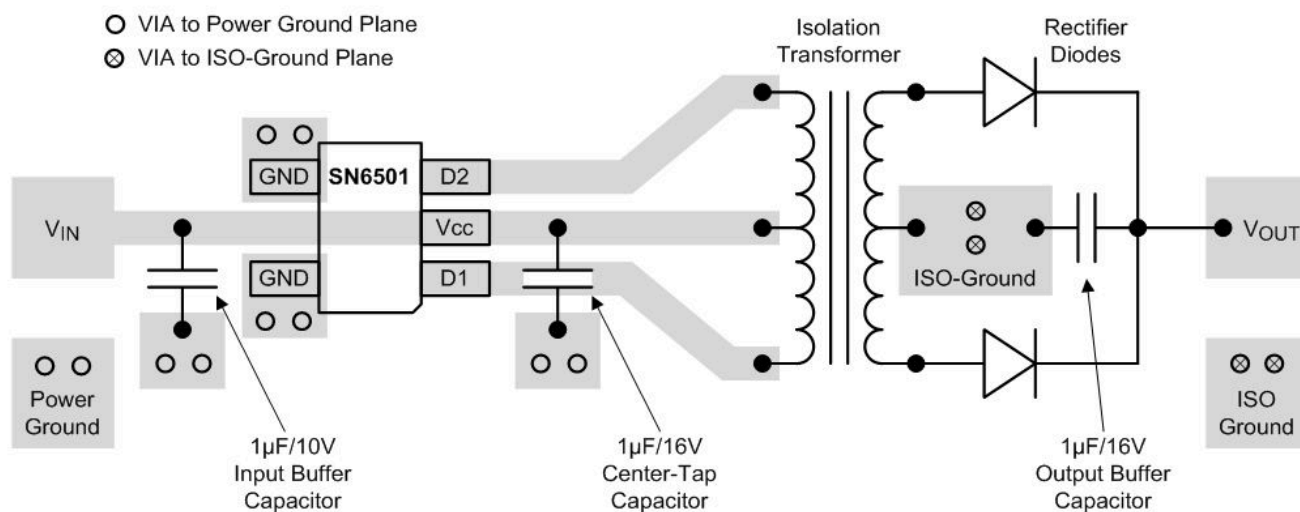 VIA to Power Ground Plane
VIA to ISO-Ground Plane
Isolation
Transformer
Rectifier
Diodes
GND
SN6501
D2
VIN
Vcc
GND
D1
ISO-Ground
VOUT
Power
Ground
ISO
Ground
1µF/10V
Input Buffer
Capacitor
1µF/16V
Center-Tap
Capacitor
1µF/16V
Output Buffer
Capacitor